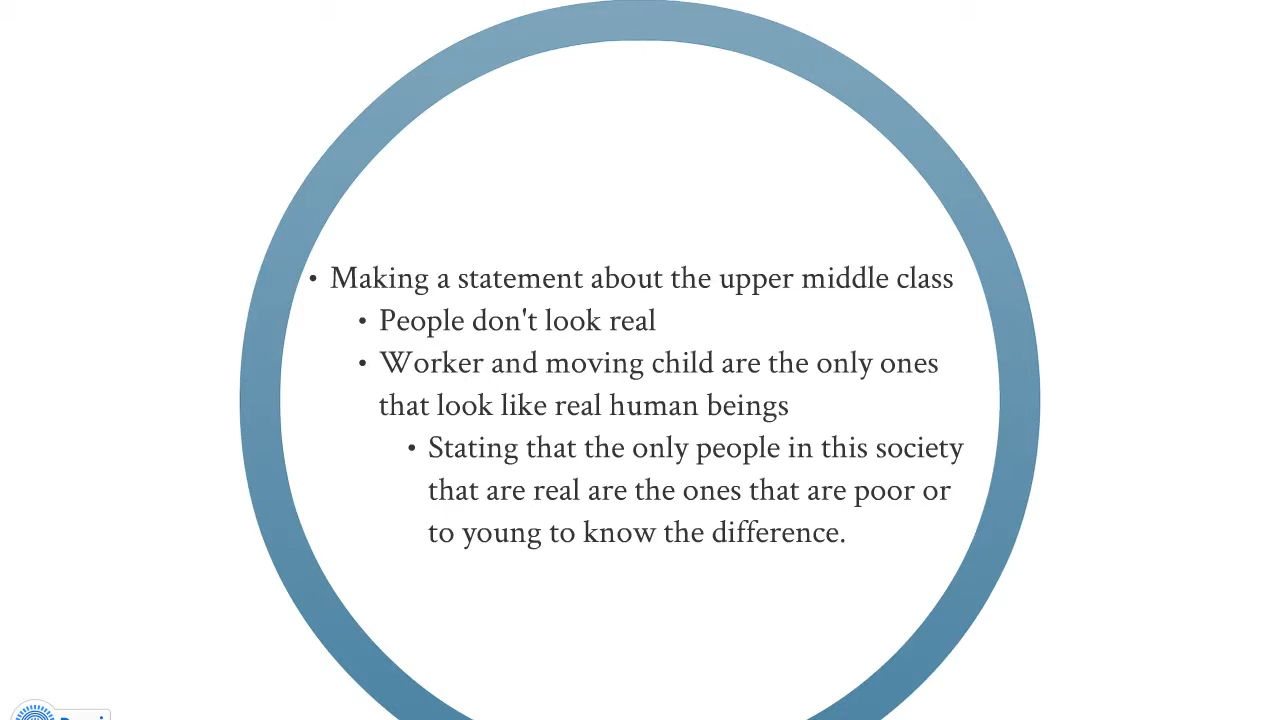 • Making a statement about the upper middle class
• People don't look real
• Worker and moving child are the only ones
that look like real human beings
• Stating that the only people in this society
that are real are the ones that are poor or
to young to know the difference.